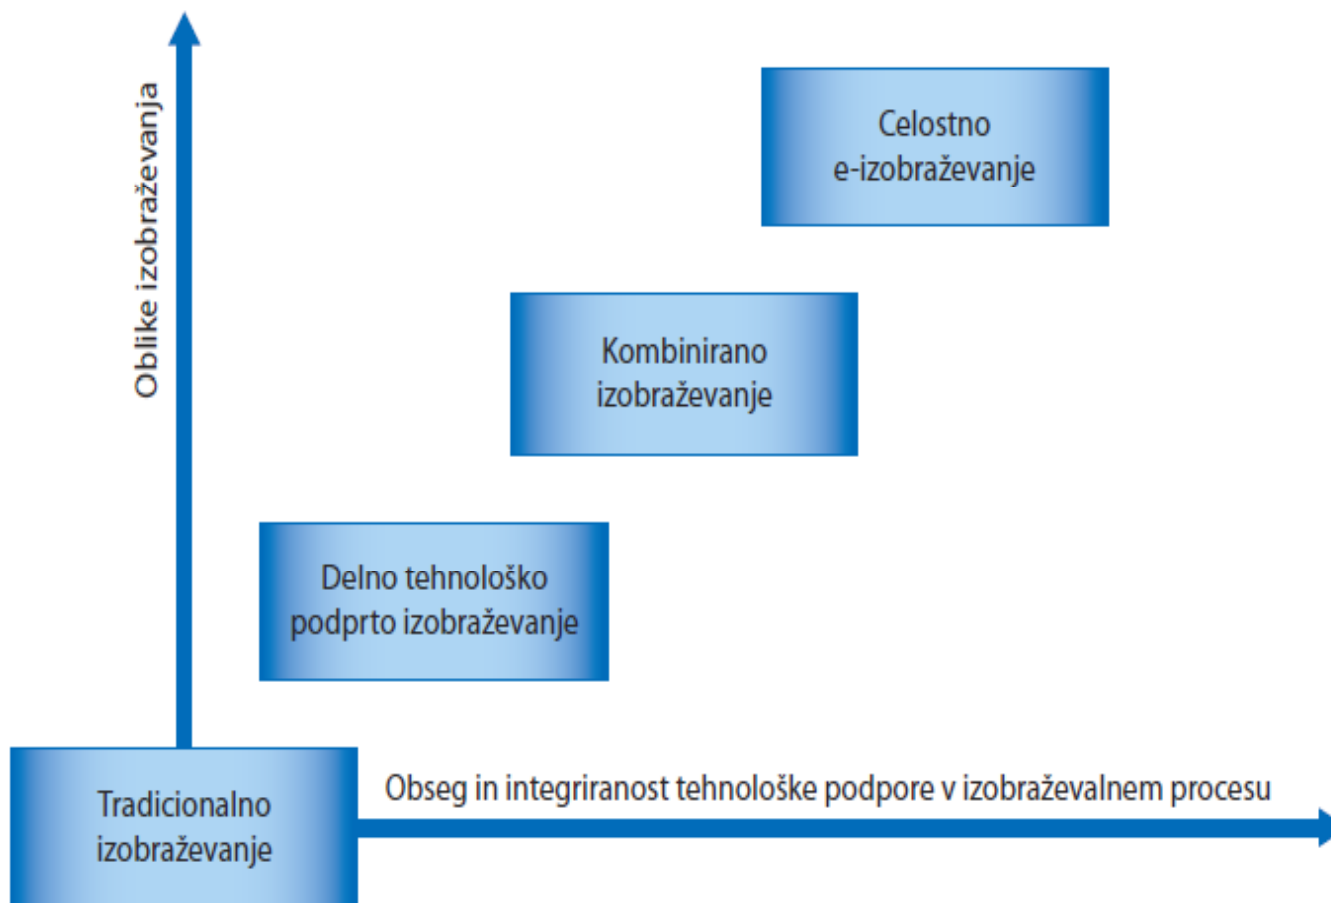 Oblike izobraževanja
Celostno
e-izobraževanje
Kombinirano
izobraževanje
Delno tehnološko
podprto izobraževanje
Tradicionalno
izobraževanje
Obseg in integriranost tehnološke podpore v izobraževalnem procesu